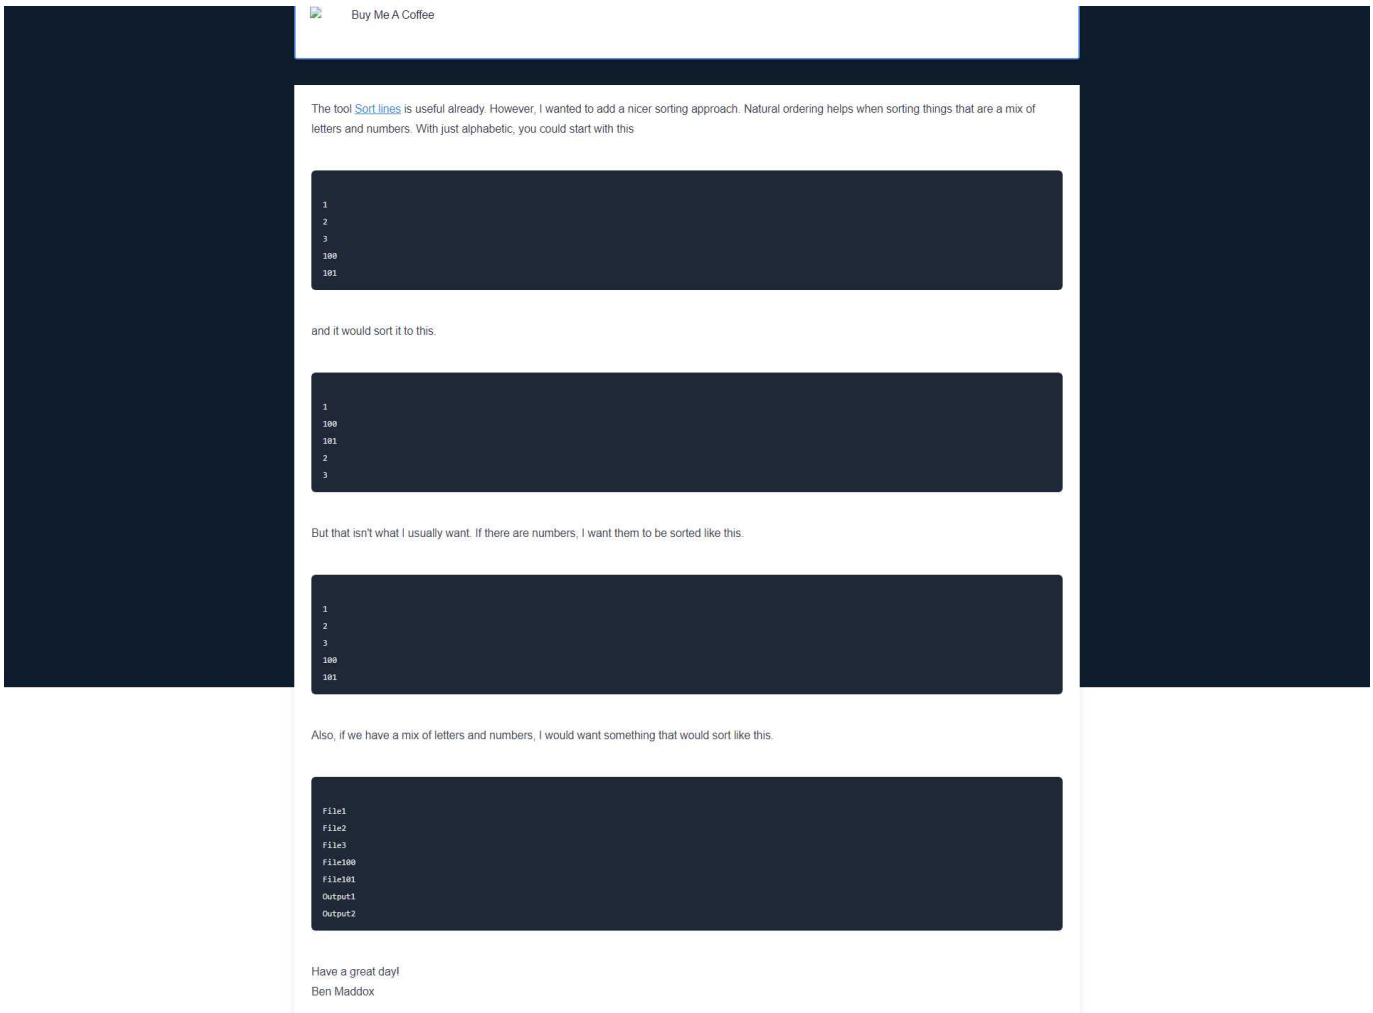 Buy Me A Coffee
The tool Sort lines is useful already. However, I wanted to add a nicer sorting approach. Natural ordering helps when sorting things that are a mix of
letters and numbers. With just alphabetic, you could start with this
1
2
3
100
101
and it would sort it to this.
1
100
101
2
3
But that isn't what I usually want. If there are numbers, I want them to be sorted like this.
1
2
3
100
101
Also, if we have a mix of letters and numbers, I would want something that would sort like this.
File1
File2
File3
File100
File101
Output1
Output2
Have a great day!
Ben Maddox